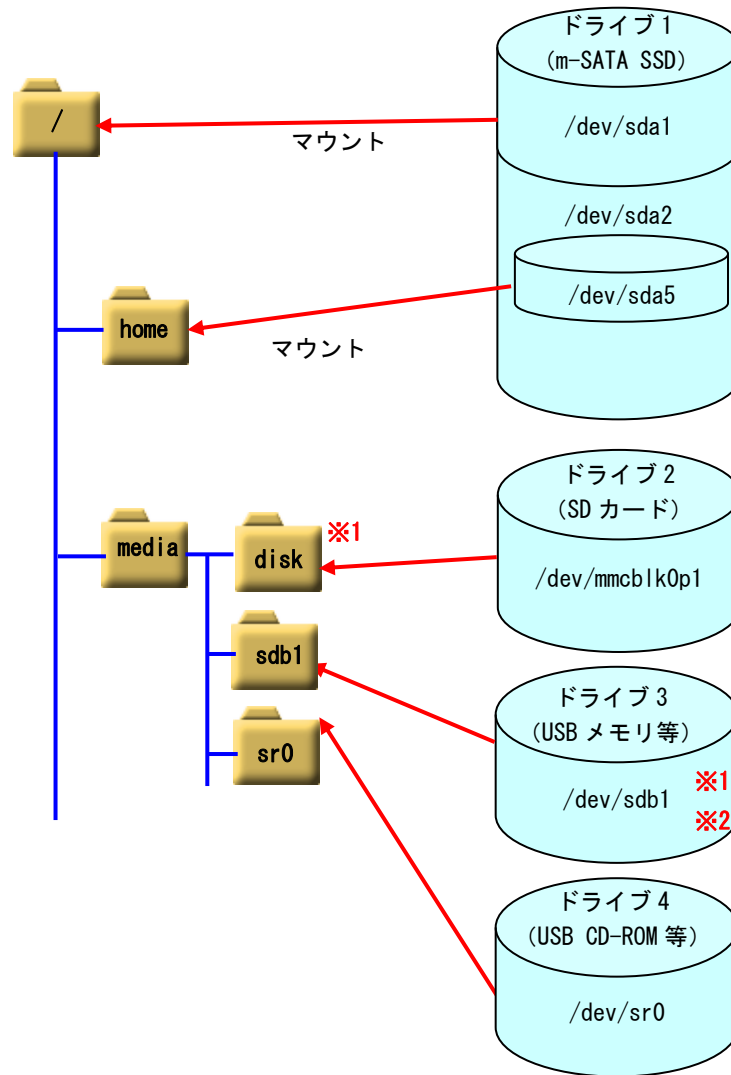 ドライブ1
(m-SATA SSD)
/
/dev/sda1
マウント
/dev/sda2
/dev/sda5
home
マウント
ドライブ2
(SD カード)
media
disk
※1
/dev/mmcblk0p1
sdb1
ドライブ3
(USB メモリ等)
sr0
/dev/sdb1
※1
※2
ドライブ4
(USB CD-ROM 等)
/dev/sr0